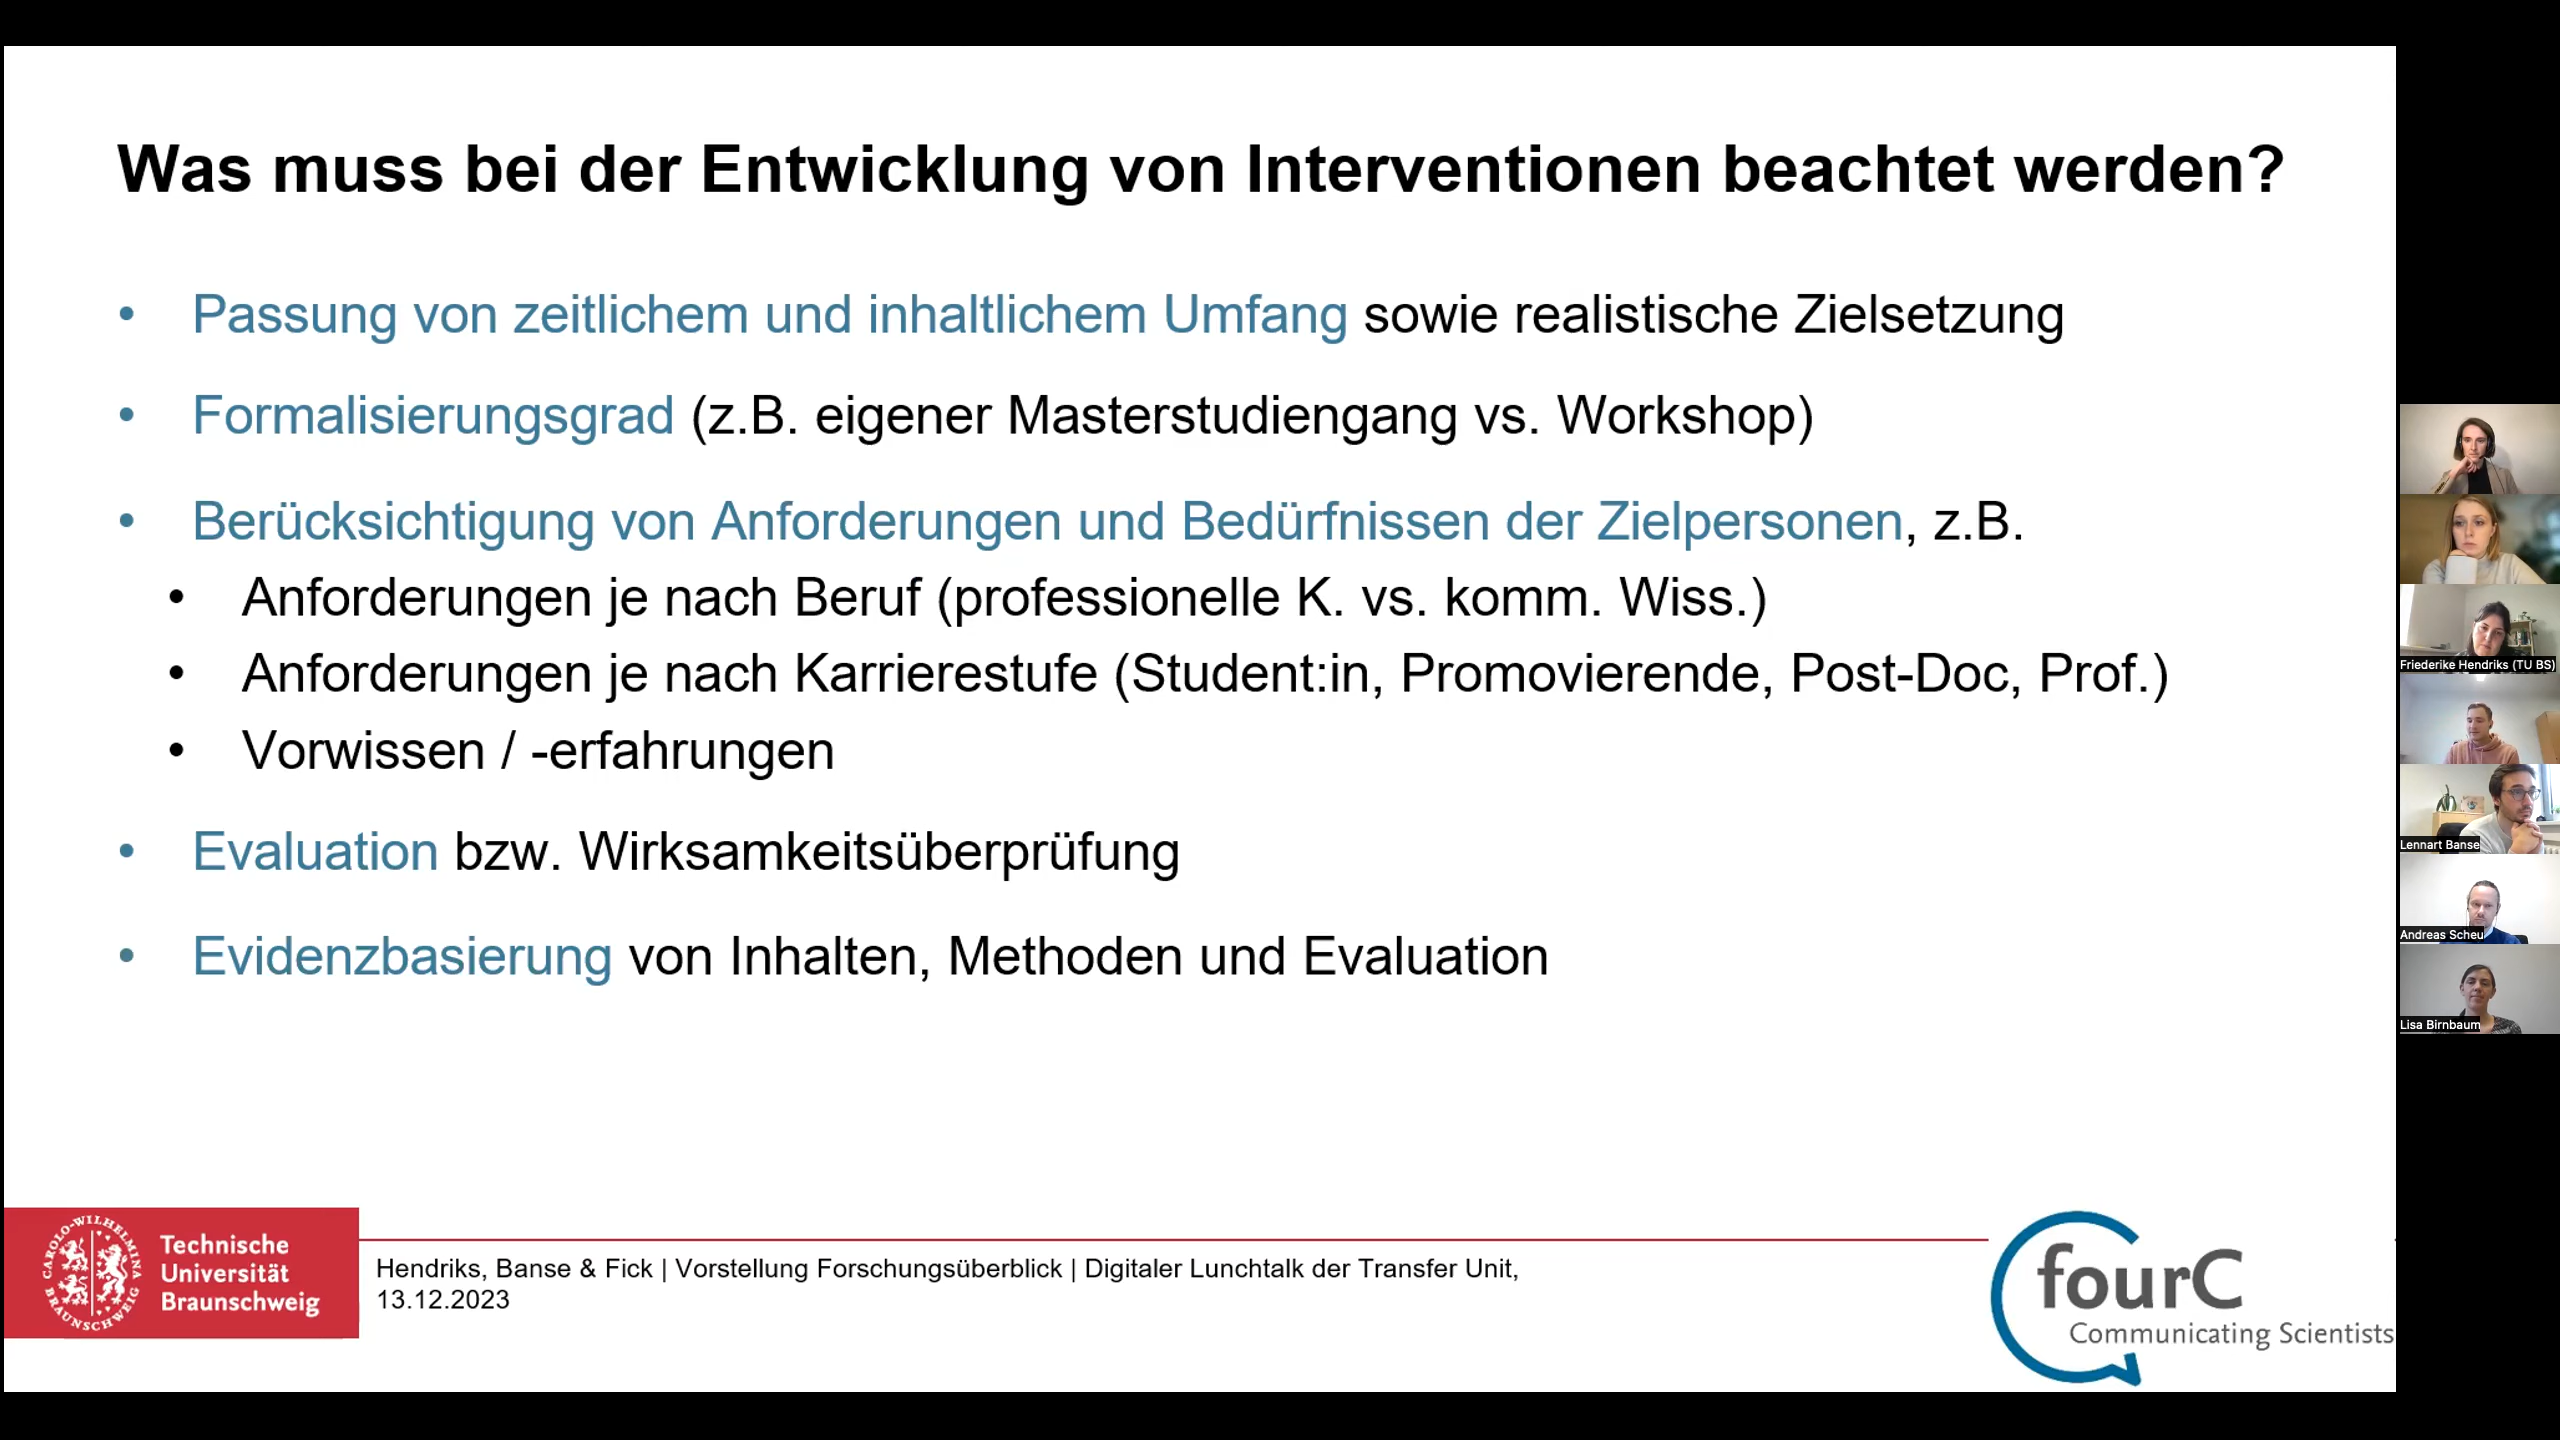 Was muss bei der Entwicklung von Interventionen beachtet werden?
• Passung von zeitlichem und inhaltlichem Umfang sowie realistische Zielsetzung
• Formalisierungsgrad (z.B. eigener Masterstudiengang vs. Workshop)
• Berücksichtigung von Anforderungen und Bedürfnissen der Zielpersonen, z.B.
• Anforderungen je nach Beruf (professionelle K. vs. komm. Wiss.)
• Anforderungen je nach Karrierestufe (Student:in, Promovierende, Post-Doc, Prof.)
• Vorwissen / -erfahrungen
• Evaluation bzw. Wirksamkeitsüberprüfung
• Evidenzbasierung von Inhalten, Methoden und Evaluation
Friederike Hendriks (TU BS)
Lennart Banse
Andreas Scheu
Lisa Birnbaum
CAROLO-WILHELMINA
BRAUNSCHWEIG
Technische
Universität
Braunschweig
Hendriks, Banse & Fick | Vorstellung Forschungsüberblick | Digitaler Lunchtalk der Transfer Unit,
13.12.2023
fourC
Communicating Scientists